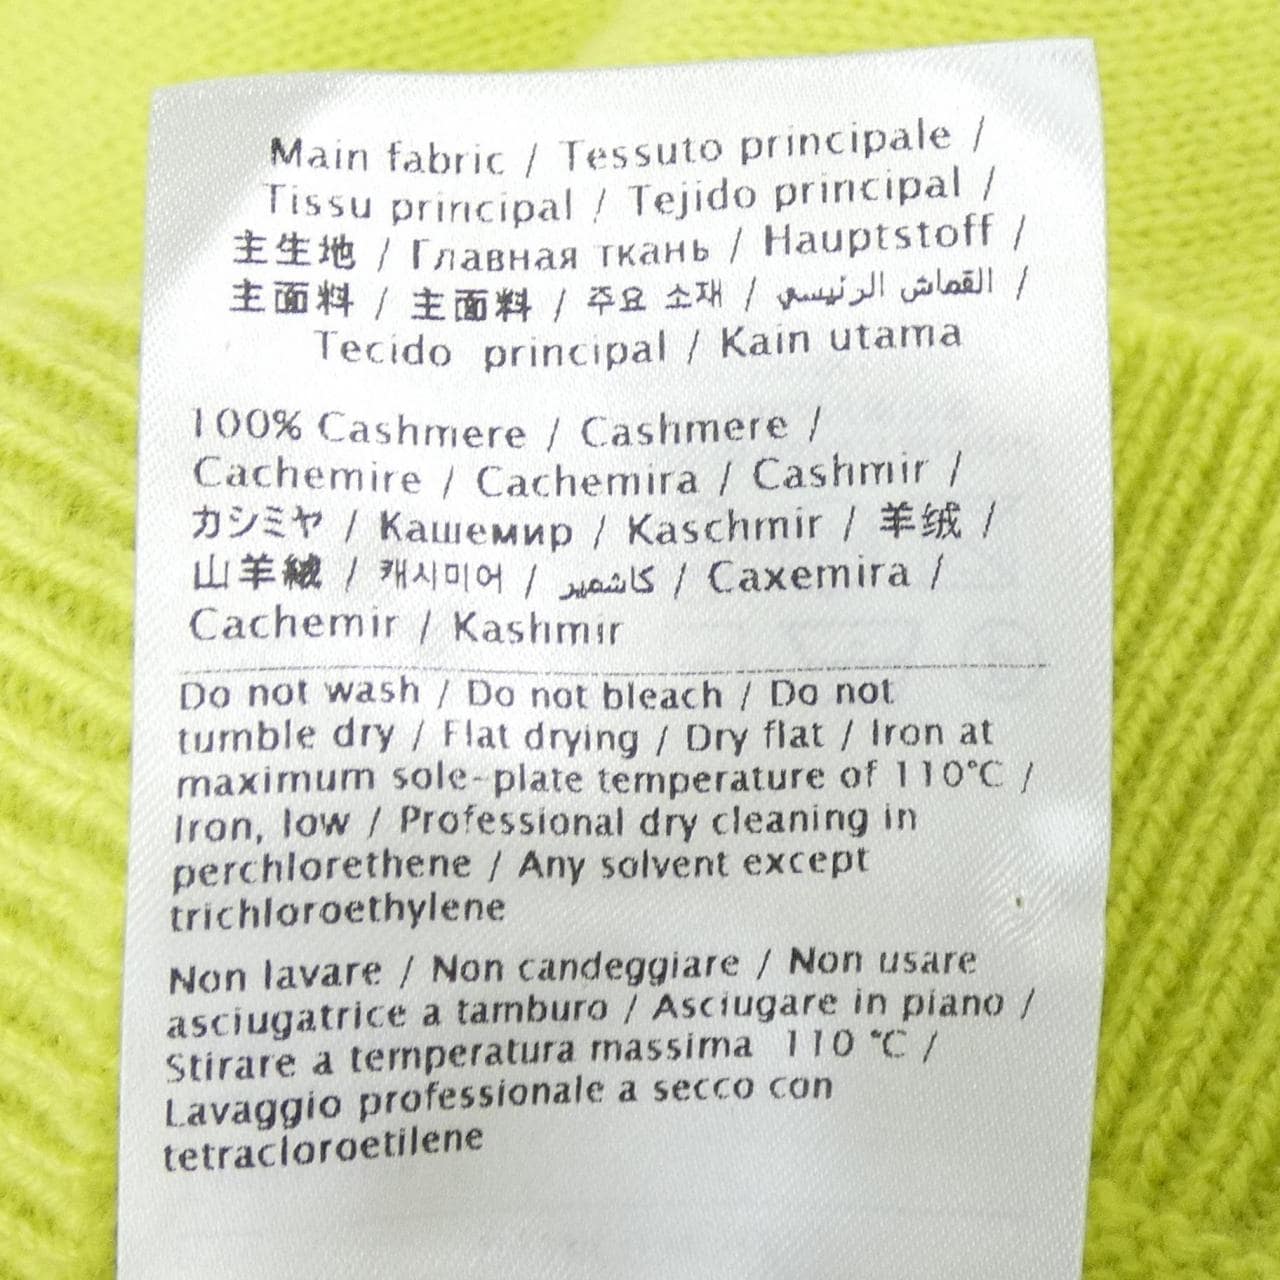 Main fabric / Tessuto principale /
Tissu principal / Tejido principal /
主生地 / Главная ткань / Hauptstoff /
主面料 / 主面料 / 주요 소재 / القماش الرئيسي /
Tecido principal / Kain utama
100% Cashmere / Cashmere /
Cachemire / Cachemira / Cashmir /
カシミヤ / Кашемир / Kaschmir / 羊绒 /
山羊絨 / 캐시미어 / كاشمير / Caxemira /
Cachemir / Kashmir
Do not wash / Do not bleach / Do not
tumble dry / Flat drying / Dry flat / Iron at
maximum sole-plate temperature of 110°C /
Iron, low / Professional dry cleaning in
perchlorethene / Any solvent except
trichloroethylene
Non lavare / Non candeggiare / Non usare
asciugatrice a tamburo / Asciugare in piano /
Stirare a temperatura massima 110 °C /
Lavaggio professionale a secco con
tetracloroetilene